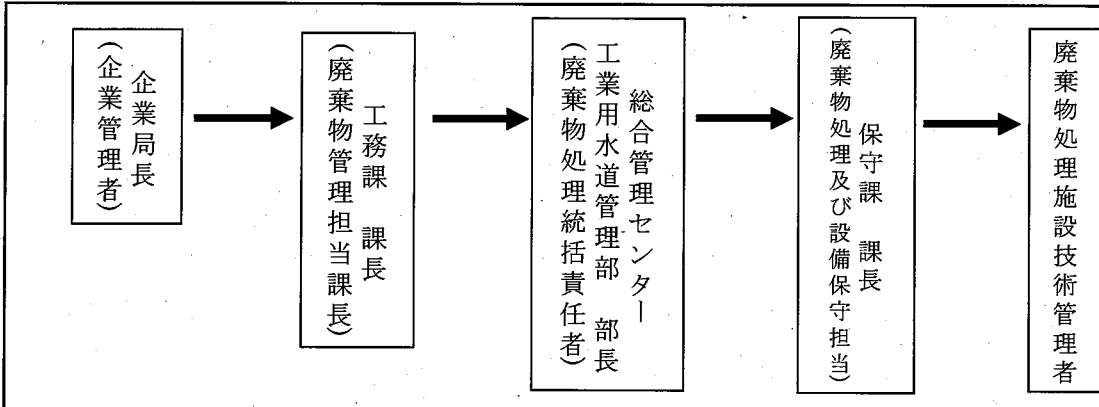 企業局長
（企業管理者）
工務課　課長
（廃棄物管理担当課長）
総合管理センター
工業用水道管理部　部長
（廃棄物処理統括責任者）
保守課　課長
（廃棄物処理及び設備保守担当）
廃棄物処理施設技術管理者